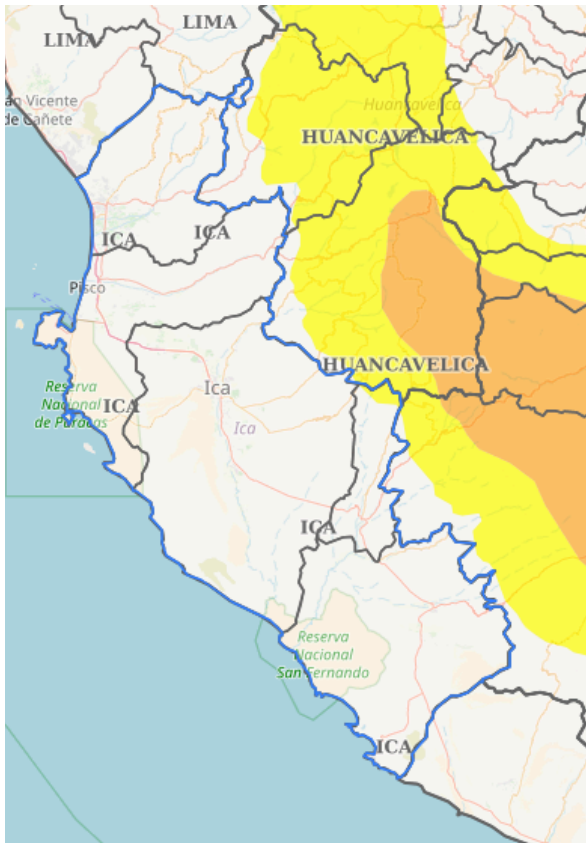 LIMA
LIMA
an Vicente
de Cañete
Huancavelica
HUANCAVELICA
ICA
ICA
Pisco
HUANCAVELICA
Ica
Reserva
Nacional
de Paracas
ICA
Ica
ICA
Reserva
Nacional
San Fernando
ICA